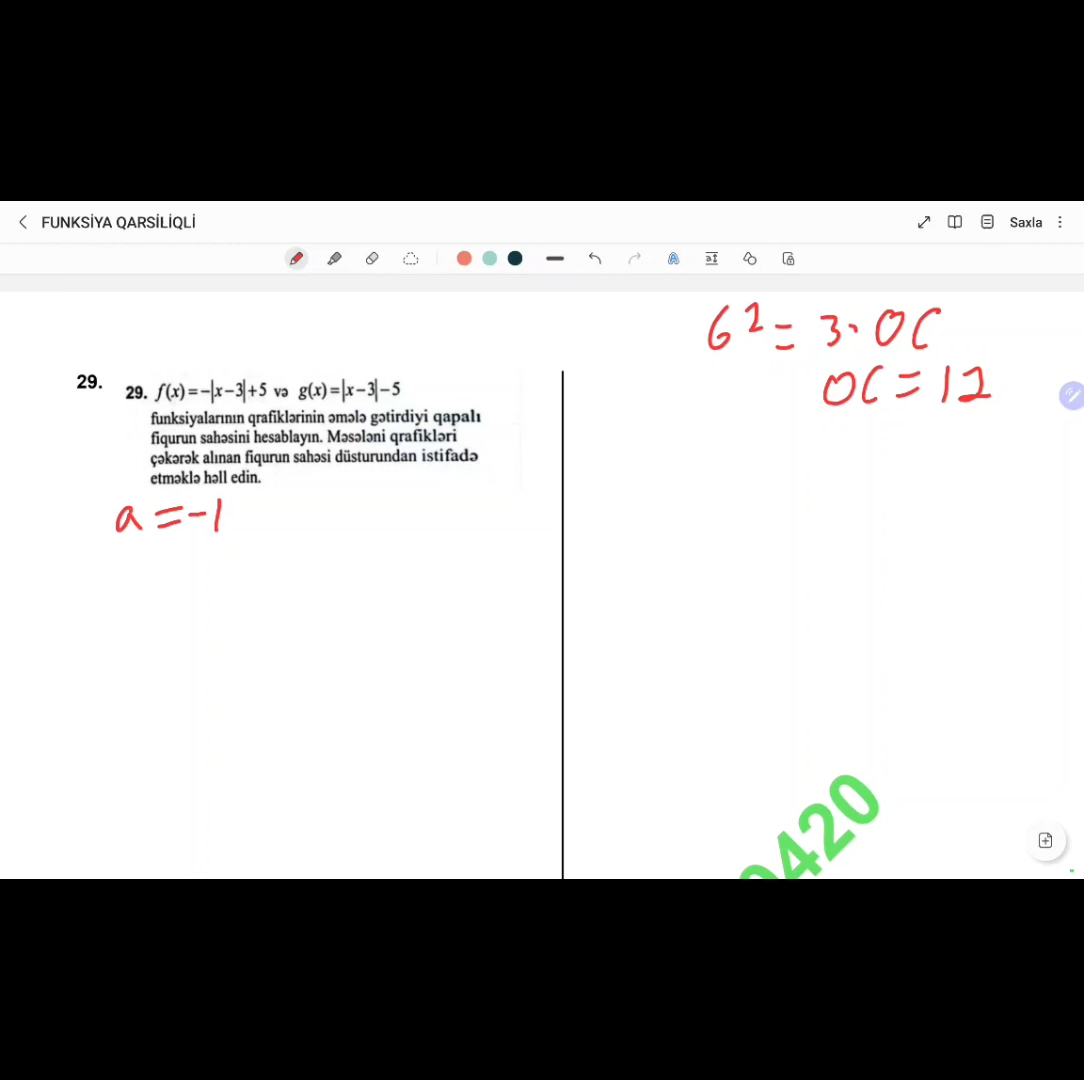 FUNKSİYA QARSİLİQLİ
Saxla
6² = 3·OC
OC = 12
29.
29. f(x)=-|x-3|+5 və g(x)=|x-3|-5
funksiyalarının qrafiklərinin əmələ gətirdiyi qapalı
fiqurun sahəsini hesablayın. Məsələni qrafikləri
çəkərək alınan fiqurun sahəsi düsturundan istifadə
etməklə həll edin.
a = -1